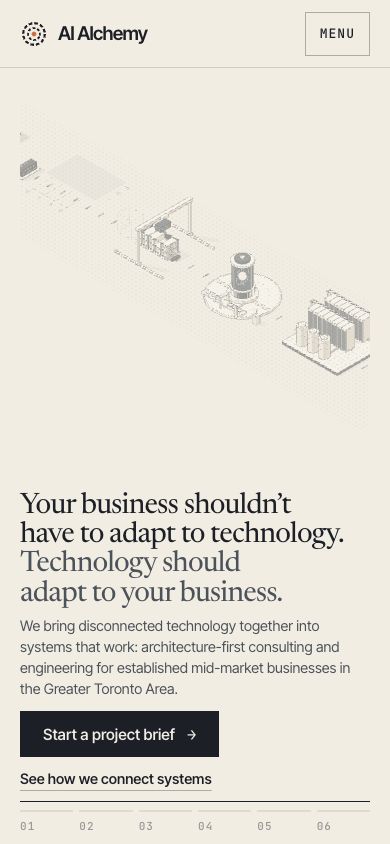 AI Alchemy
MENU
Your business shouldn’t
have to adapt to technology.
Technology should
adapt to your business.
We bring disconnected technology together into
systems that work: architecture-first consulting and
engineering for established mid-market businesses in
the Greater Toronto Area.
Start a project brief →
See how we connect systems
01 02 03 04 05 06